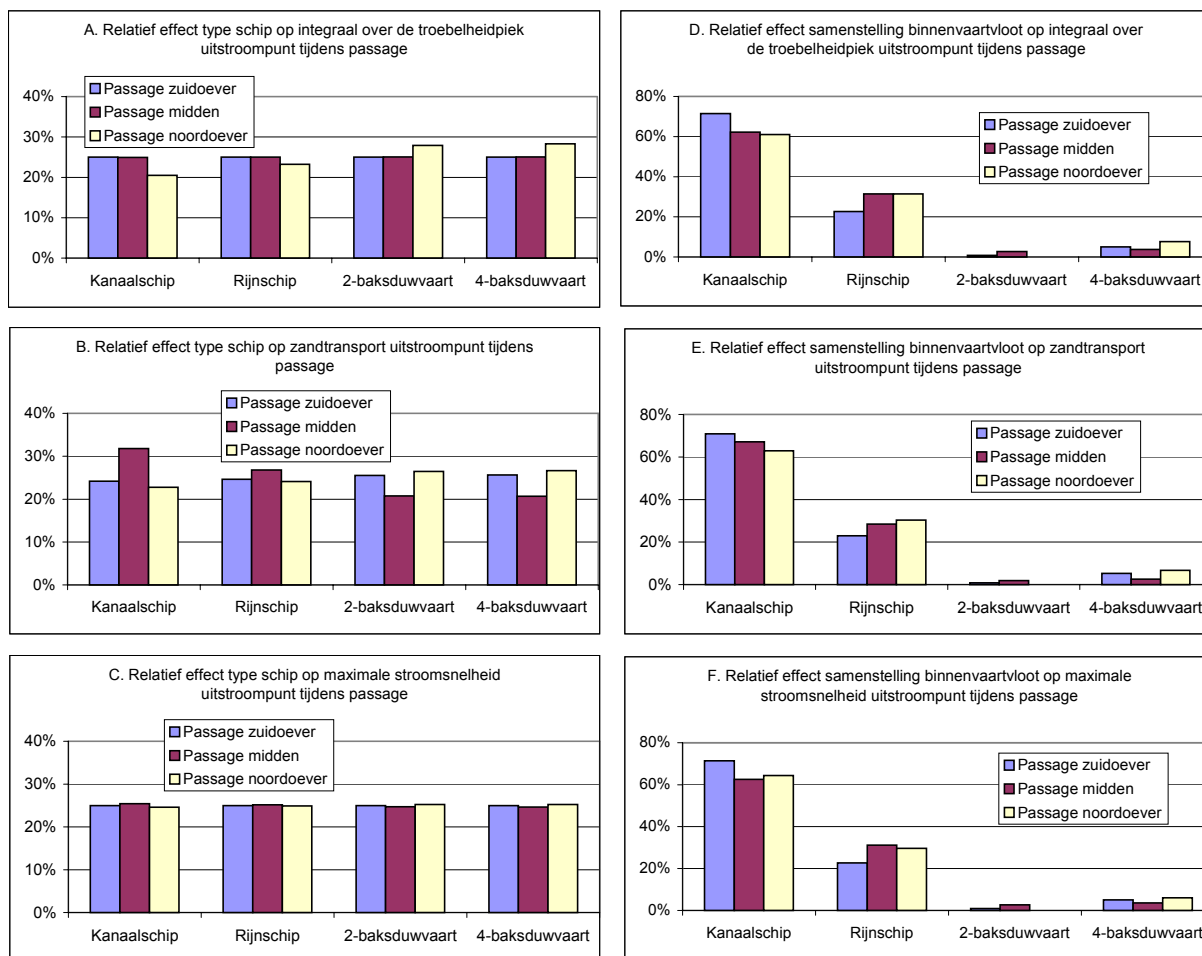 A. Relatief effect type schip op integraal over de troebelheidpiek
uitstroompunt tijdens passage
Passage zuidoever
Passage midden
Passage noordoever
40%
30%
20%
10%
0%
Kanaalschip Rijnschip 2-baksduwvaart 4-baksduwvaart
B. Relatief effect type schip op zandtransport uitstroompunt tijdens
passage
Passage zuidoever
Passage midden
Passage noordoever
40%
30%
20%
10%
0%
Kanaalschip Rijnschip 2-baksduwvaart 4-baksduwvaart
C. Relatief effect type schip op maximale stroomsnelheid
uitstroompunt tijdens passage
Passage zuidoever
Passage midden
Passage noordoever
40%
30%
20%
10%
0%
Kanaalschip Rijnschip 2-baksduwvaart 4-baksduwvaart
D. Relatief effect samenstelling binnenvaartvloot op integraal over
de troebelheidpiek uitstroompunt tijdens passage
Passage zuidoever
Passage midden
Passage noordoever
80%
60%
40%
20%
0%
Kanaalschip Rijnschip 2-baksduwvaart 4-baksduwvaart
E. Relatief effect samenstelling binnenvaartvloot op zandtransport
uitstroompunt tijdens passage
Passage zuidoever
Passage midden
Passage noordoever
80%
60%
40%
20%
0%
Kanaalschip Rijnschip 2-baksduwvaart 4-baksduwvaart
F. Relatief effect samenstelling binnenvaartvloot op maximale
stroomsnelheid uitstroompunt tijdens passage
Passage zuidoever
Passage midden
Passage noordoever
80%
60%
40%
20%
0%
Kanaalschip Rijnschip 2-baksduwvaart 4-baksduwvaart